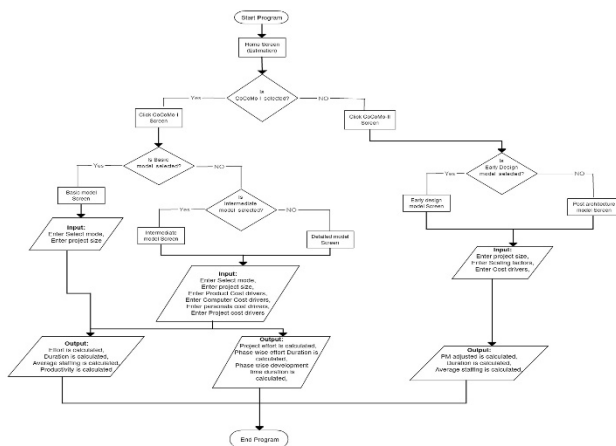 Start Program
Home Screen
(Estimation)
Is
CoCoMo-I selected?
Yes
NO
Click CoCoMo I
Screen
Click CoCoMo-II
Screen
Is Basic
model selected?
Is
Early Design
model selected?
Yes
NO
Yes
NO
Basic model
Screen
Is
Intermediate
model selected?
Early design
model Screen
Post architecture
model Screen
Yes
NO
Intermediate
model Screen
Detailed model
Screen
Input:
Enter Select mode,
Enter project size
Input:
Enter Select mode,
Enter project size,
Enter Product Cost drivers,
Enter Computer Cost drivers,
Enter personals cost drivers,
Enter Project cost drivers
Input:
Enter project size,
Enter Scaling factors,
Enter Cost drivers,
Output:
Effort is calculated,
Duration is calculated,
Average staffing is calculated,
Productivity is calculated
Output:
Project effort is calculated,
Phase wise effort Duration is
calculated,
Phase wise development
time duration is
calculated,
Output:
PM adjusted is calculated,
Duration is calculated,
Average staffing is calculated,
End Program